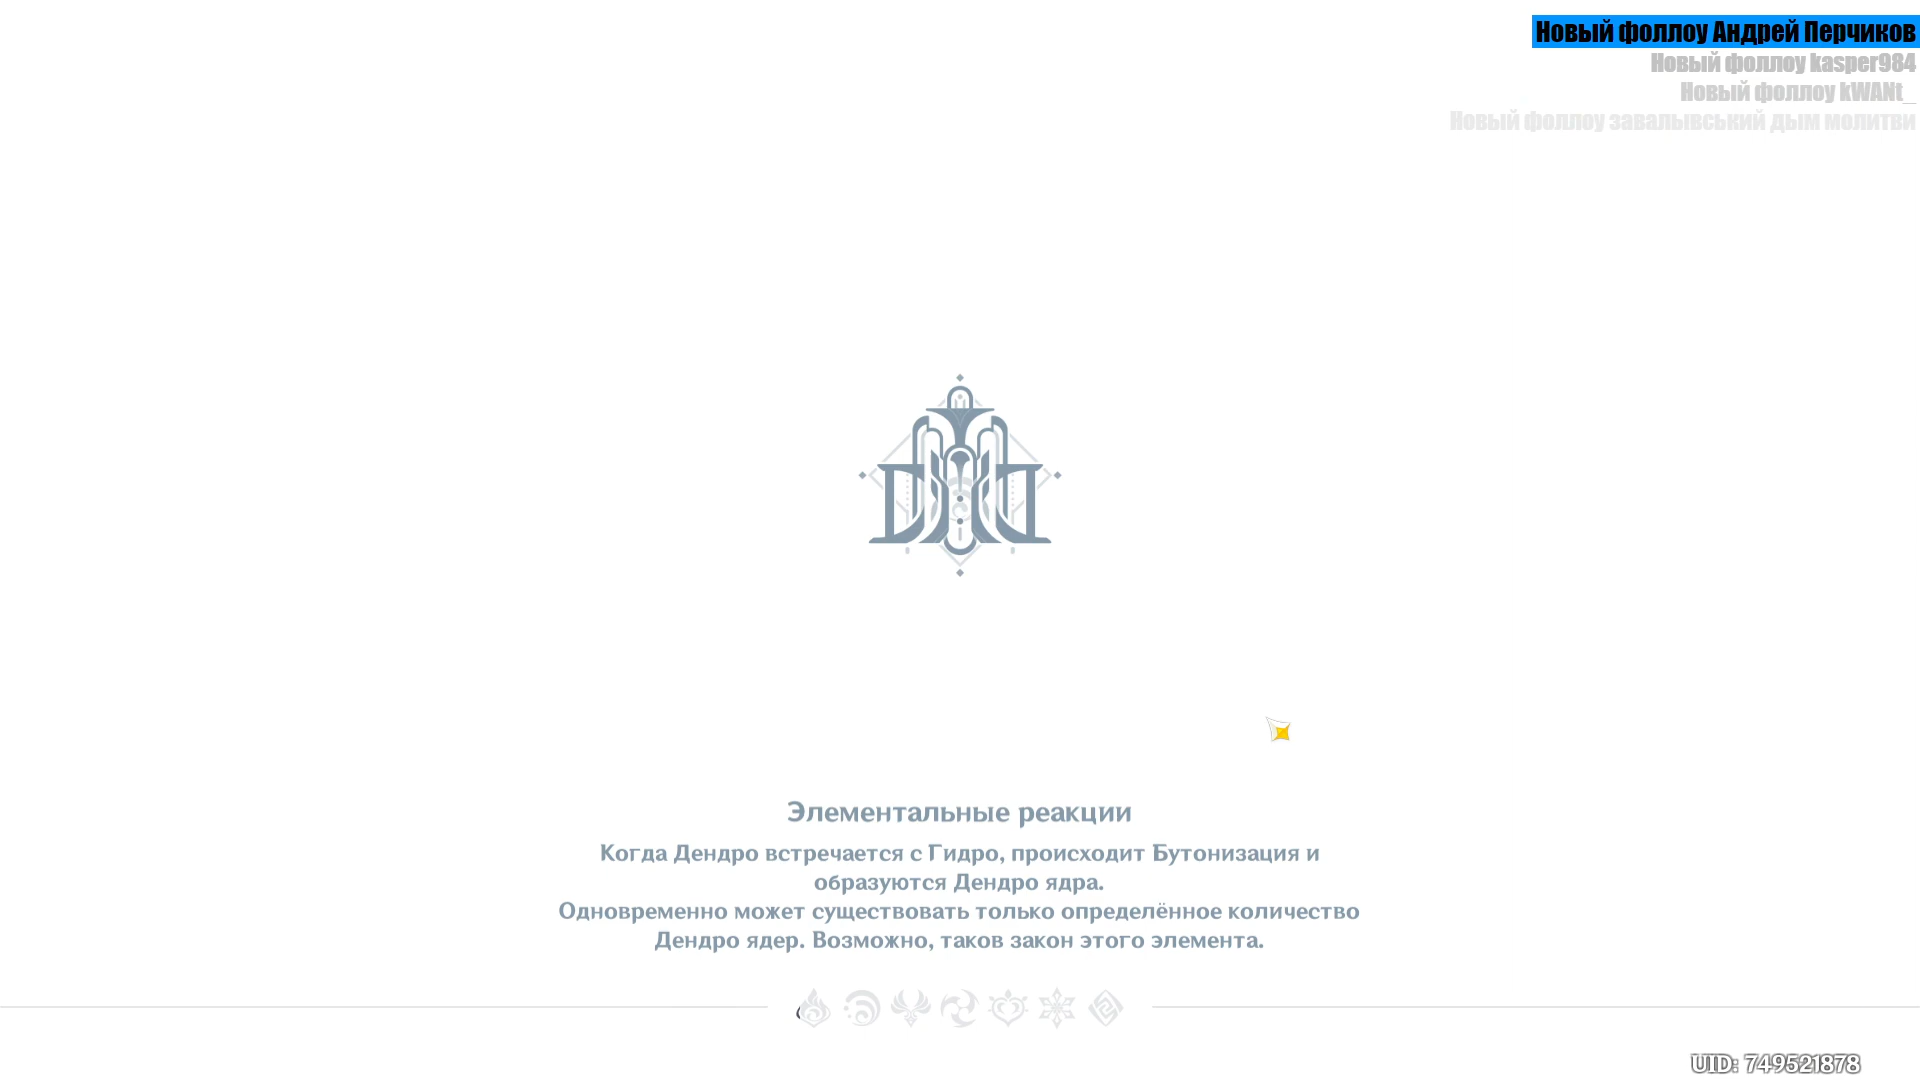 Новый фоллоу Андрей Перчиков
Новый фоллоу kasper984
Новый фоллоу kWANt_
Новый фоллоу завалывський дым молитви
Элементальные реакции
Когда Дендро встречается с Гидро, происходит Бутонизация и
образуются Дендро ядра.
Одновременно может существовать только определённое количество
Дендро ядер. Возможно, таков закон этого элемента.
UID: 749521878